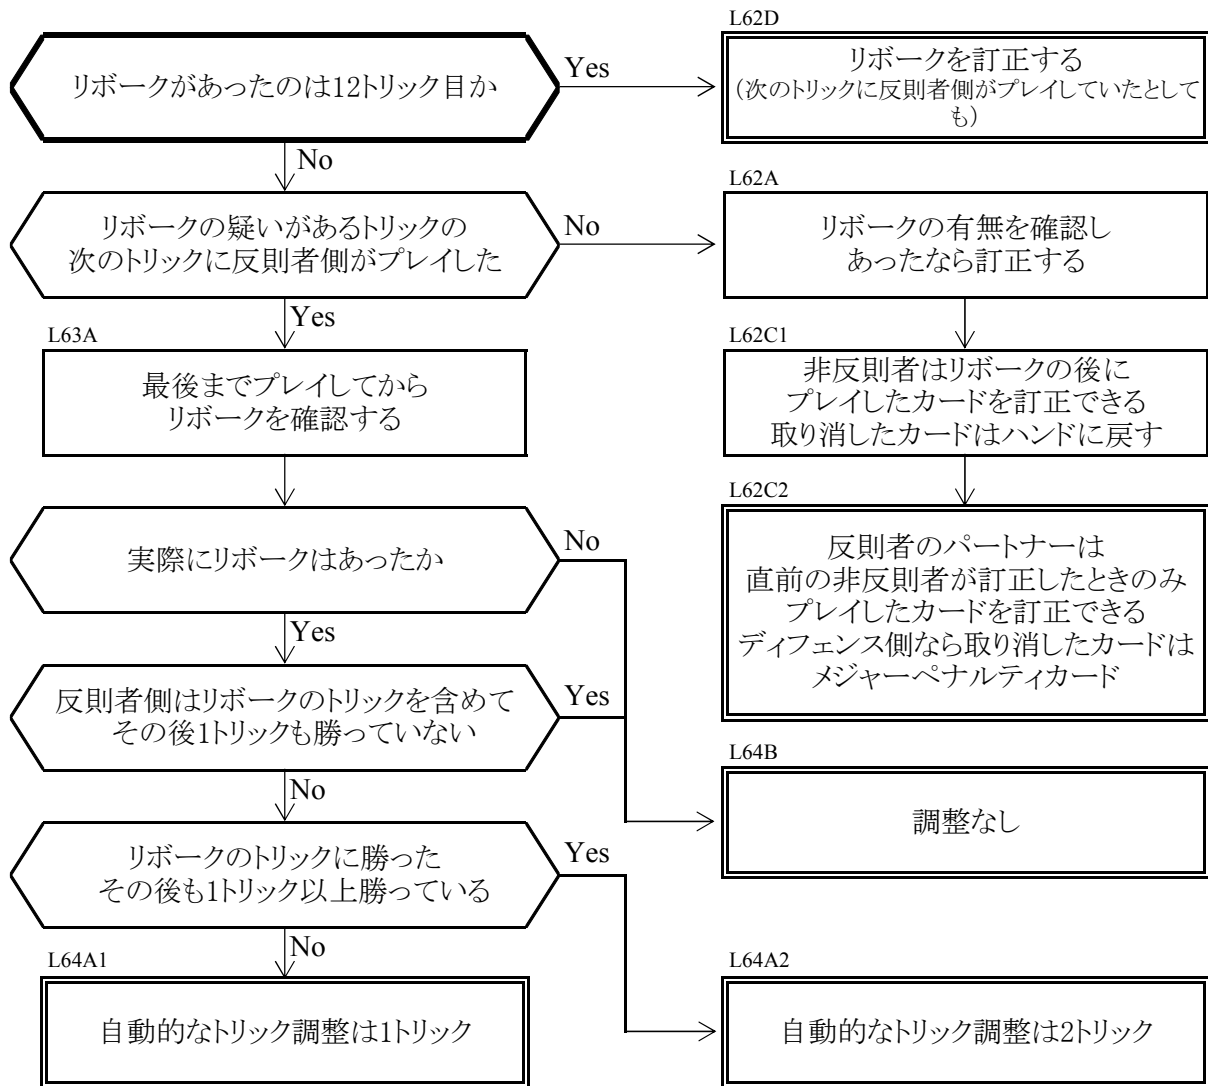 L62D
リボークがあったのは12トリック目か
Yes
リボークを訂正する
(次のトリックに反則者側がプレイしていたとして
も)
No
L62A
リボークの疑いがあるトリックの
次のトリックに反則者側がプレイした
No
リボークの有無を確認し
あったなら訂正する
Yes
L63A
L62C1
最後までプレイしてから
リボークを確認する
非反則者はリボークの後に
プレイしたカードを訂正できる
取り消したカードはハンドに戻す
L62C2
実際にリボークはあったか
No
反則者のパートナーは
直前の非反則者が訂正したときのみ
プレイしたカードを訂正できる
ディフェンス側なら取り消したカードは
メジャーペナルティカード
Yes
反則者側はリボークのトリックを含めて
その後1トリックも勝っていない
Yes
L64B
調整なし
No
リボークのトリックに勝った
その後も1トリック以上勝っている
Yes
No
L64A1
L64A2
自動的なトリック調整は1トリック
自動的なトリック調整は2トリック